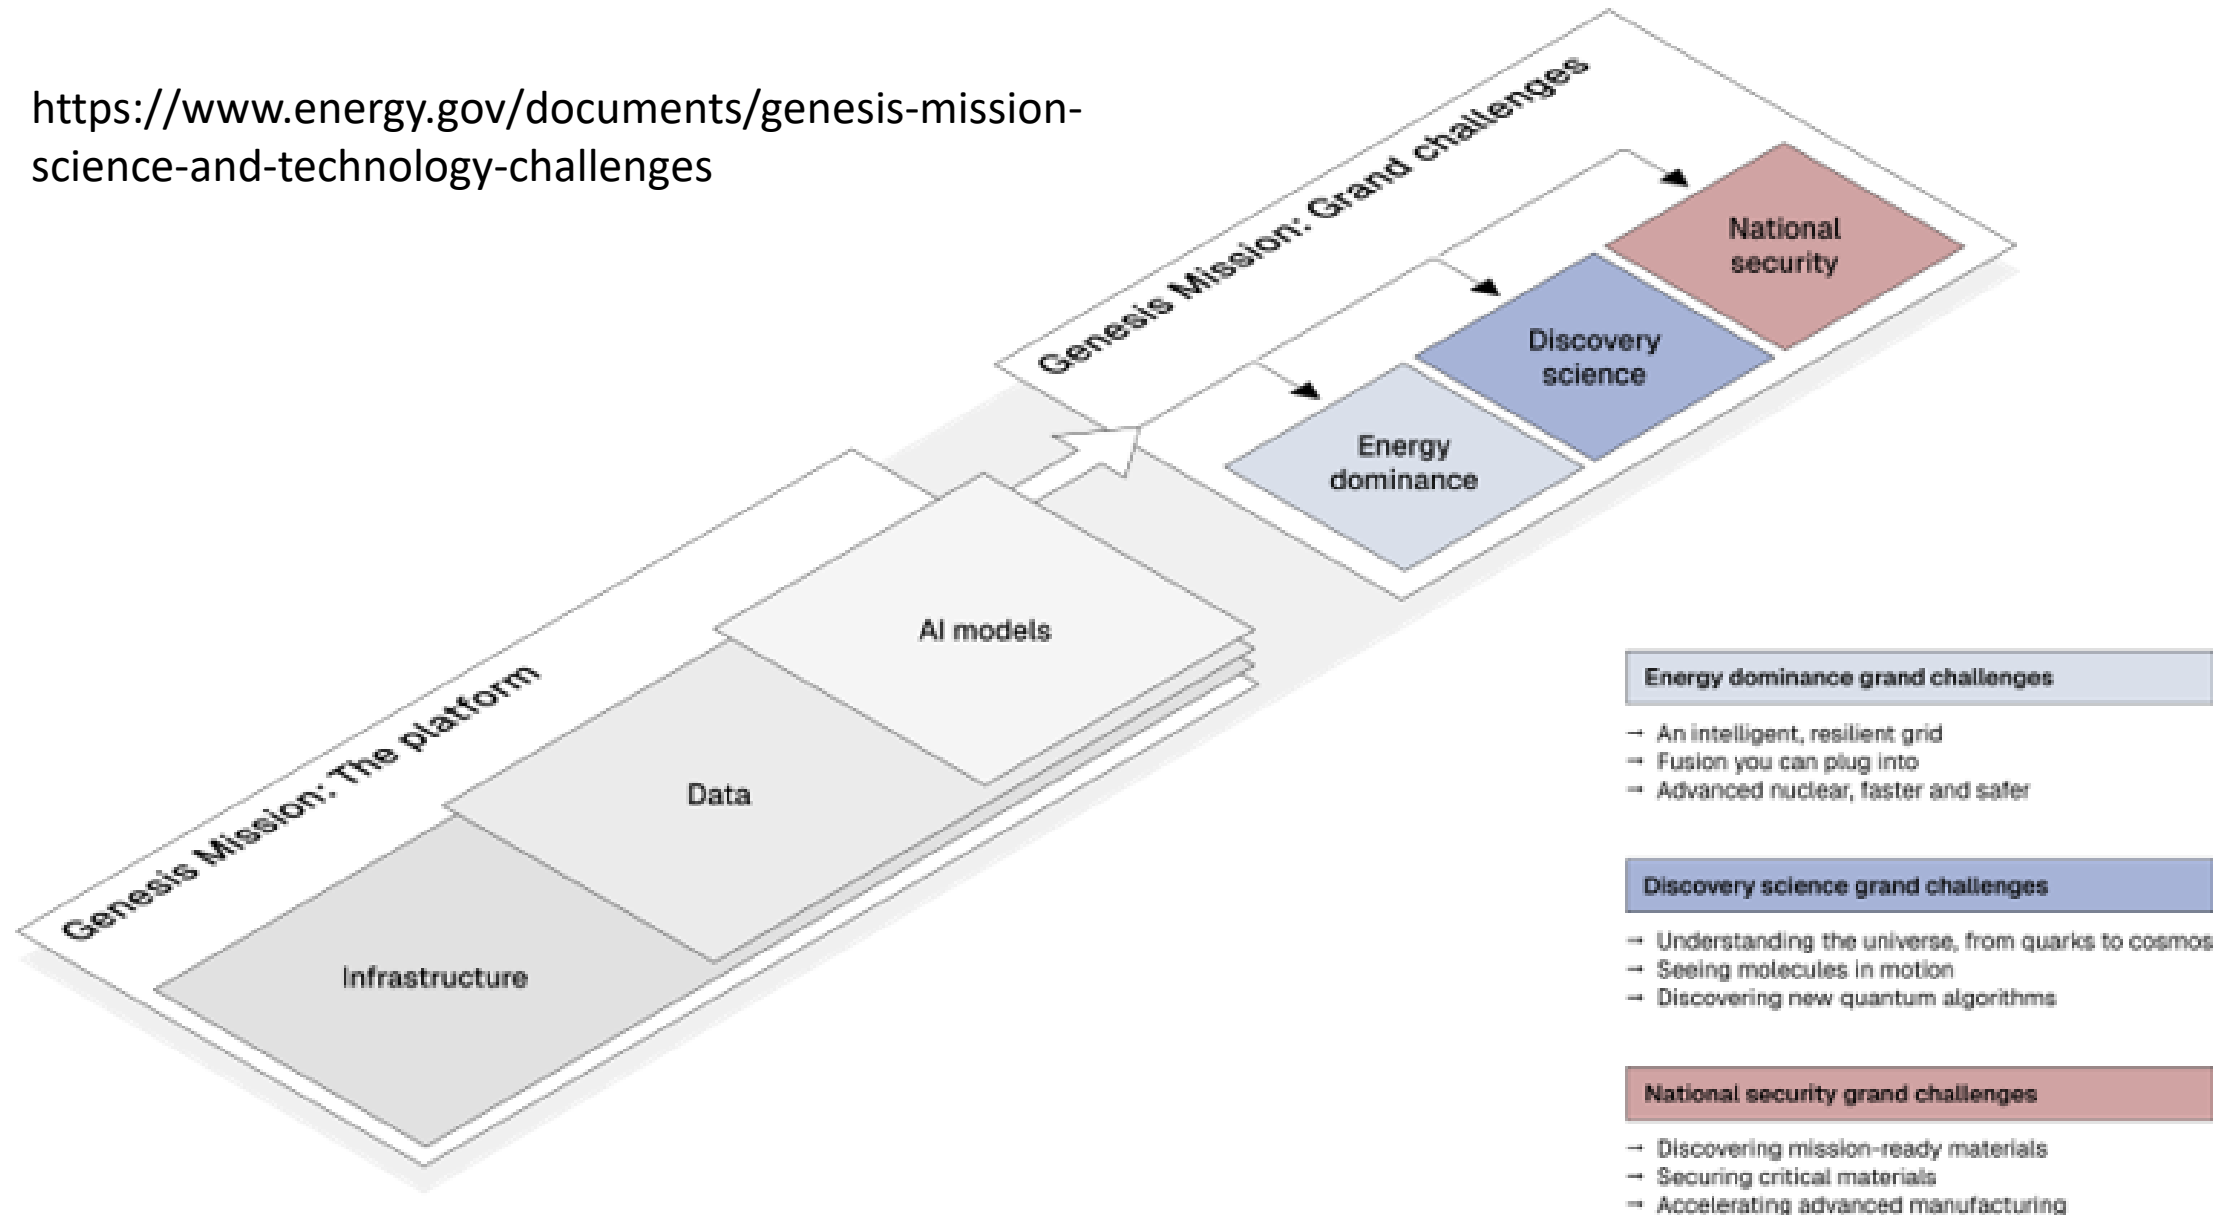 https://www.energy.gov/documents/genesis-mission-
science-and-technology-challenges
Genesis Mission: Grand challenges
National
security
Discovery
science
Energy
dominance
Genesis Mission: The platform
AI models
Data
Infrastructure
Energy dominance grand challenges
→ An intelligent, resilient grid
→ Fusion you can plug into
→ Advanced nuclear, faster and safer
Discovery science grand challenges
→ Understanding the universe, from quarks to cosmos
→ Seeing molecules in motion
→ Discovering new quantum algorithms
National security grand challenges
→ Discovering mission-ready materials
→ Securing critical materials
→ Accelerating advanced manufacturing